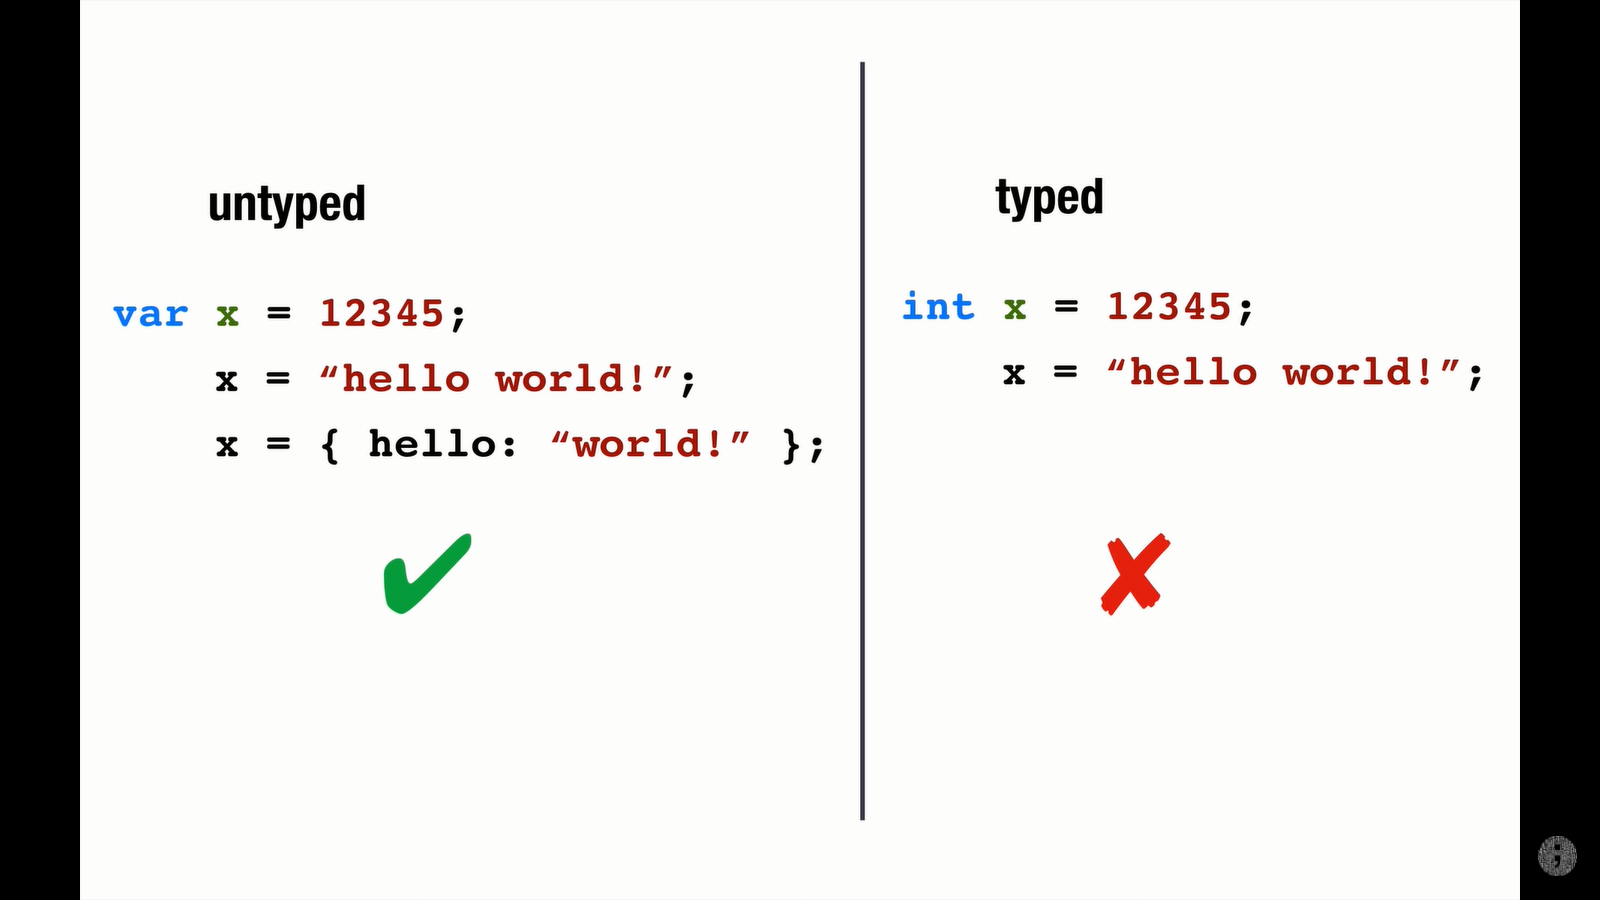 untyped
var x = 12345;
x = “hello world!”;
x = { hello: “world!” };
typed
int x = 12345;
x = “hello world!”;